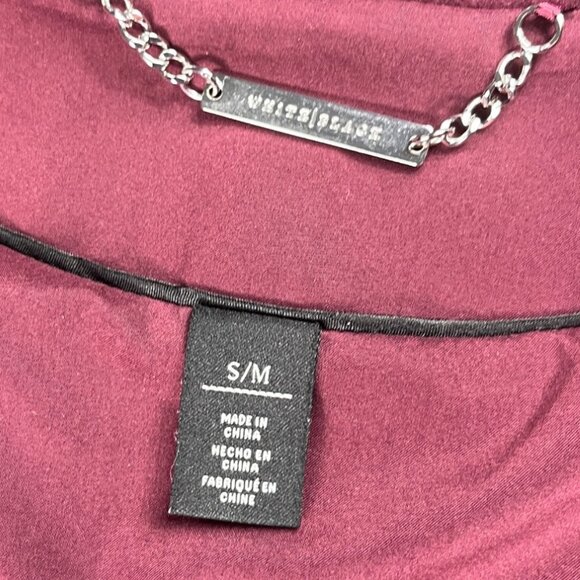 WHITE|BLACK
S/M
MADE IN
CHINA
HECHO EN
CHINA
FABRIQUÉ EN
CHINE